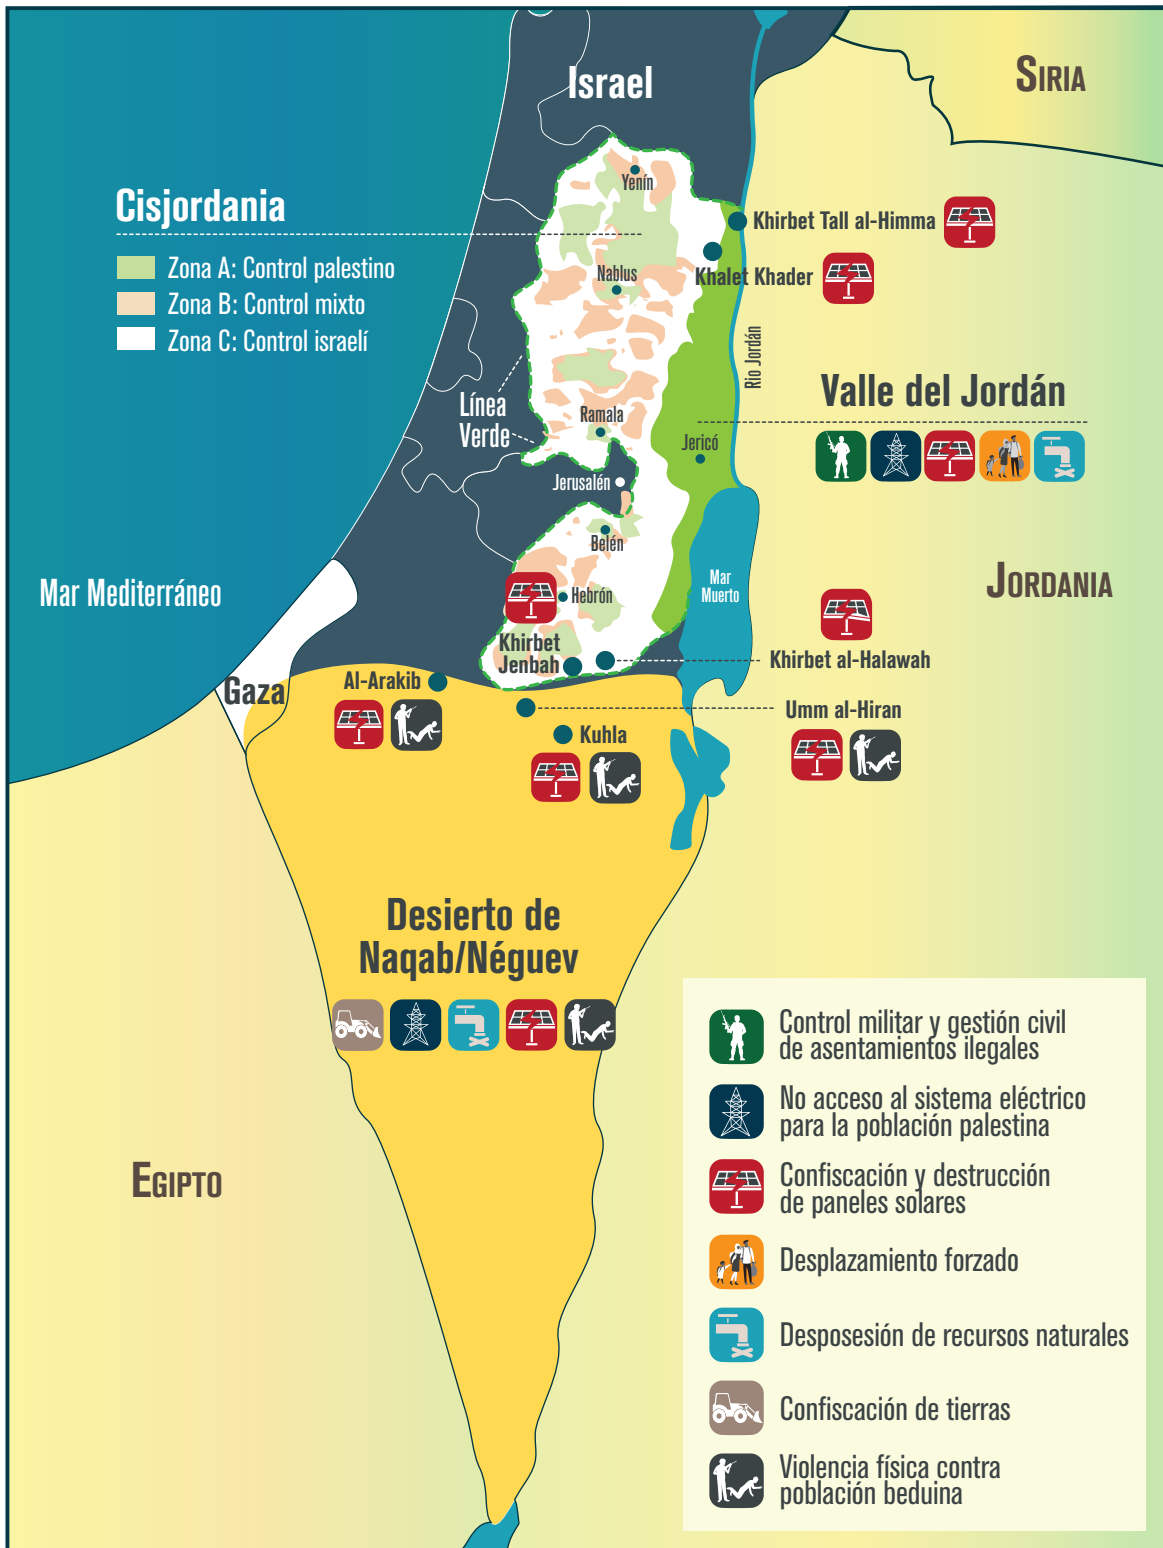 Israel
SIRIA
Cisjordania
Zona A: Control palestino
Zona B: Control mixto
Zona C: Control israelí
Yenín
Khirbet Tall al-Himma
Nablus
Khalet Khader
Rio Jordán
Línea
Verde
Valle del Jordán
Ramala
Jericó
Jerusalén
Belén
Mar Mediterráneo
Mar
Muerto
JORDANIA
Hebrón
Khirbet
Jenbah
Khirbet al-Halawah
Gaza
Al-Arakib
Umm al-Hiran
Kuhla
Desierto de
Naqab/Néguev
EGIPTO
Control militar y gestión civil
de asentamientos ilegales
No acceso al sistema eléctrico
para la población palestina
Confiscación y destrucción
de paneles solares
Desplazamiento forzado
Desposesión de recursos naturales
Confiscación de tierras
Violencia física contra
población beduina